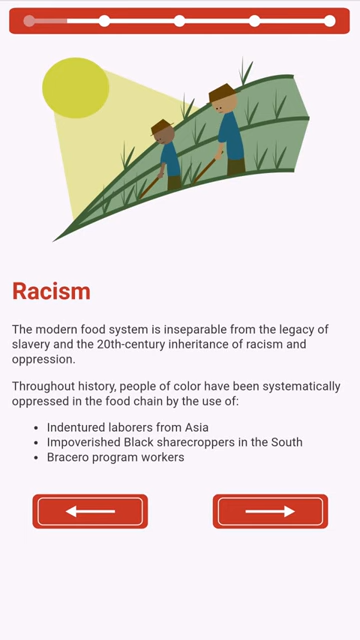 Racism
The modern food system is inseparable from the legacy of
slavery and the 20th-century inheritance of racism and
oppression.
Throughout history, people of color have been systematically
oppressed in the food chain by the use of:
• Indentured laborers from Asia
• Impoverished Black sharecroppers in the South
• Bracero program workers